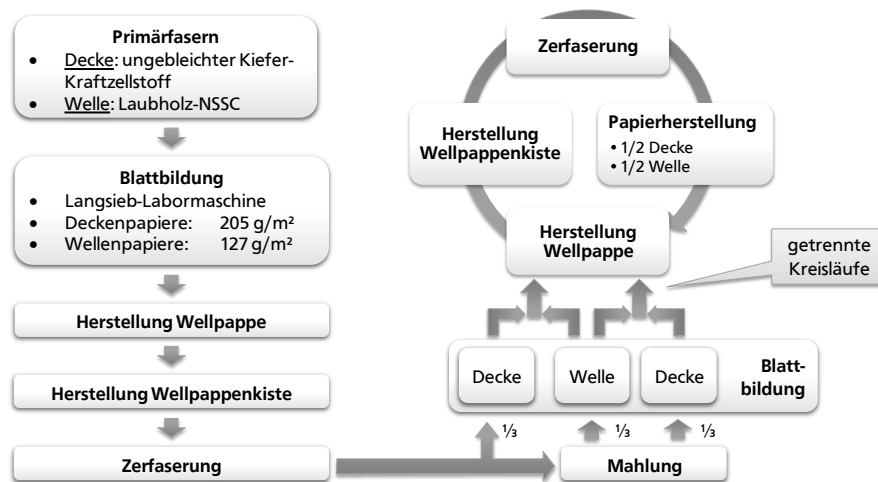 Primärfasern
• Decke: ungebleichter Kiefer-
Kraftzellstoff
• Welle: Laubholz-NSSC
Blattbildung
• Langsieb-Labormaschine
• Deckenpapiere: 205 g/m²
• Wellenpapiere: 127 g/m²
Herstellung Wellpappe
Herstellung Wellpappenkiste
Zerfaserung
Zerfaserung
Herstellung
Wellpappenkiste
Papierherstellung
• 1/2 Decke
• 1/2 Welle
Herstellung
Wellpappe
getrennte
Kreisläufe
Decke
Welle
Decke
Blatt-
bildung
⅓
⅓
⅓
Mahlung